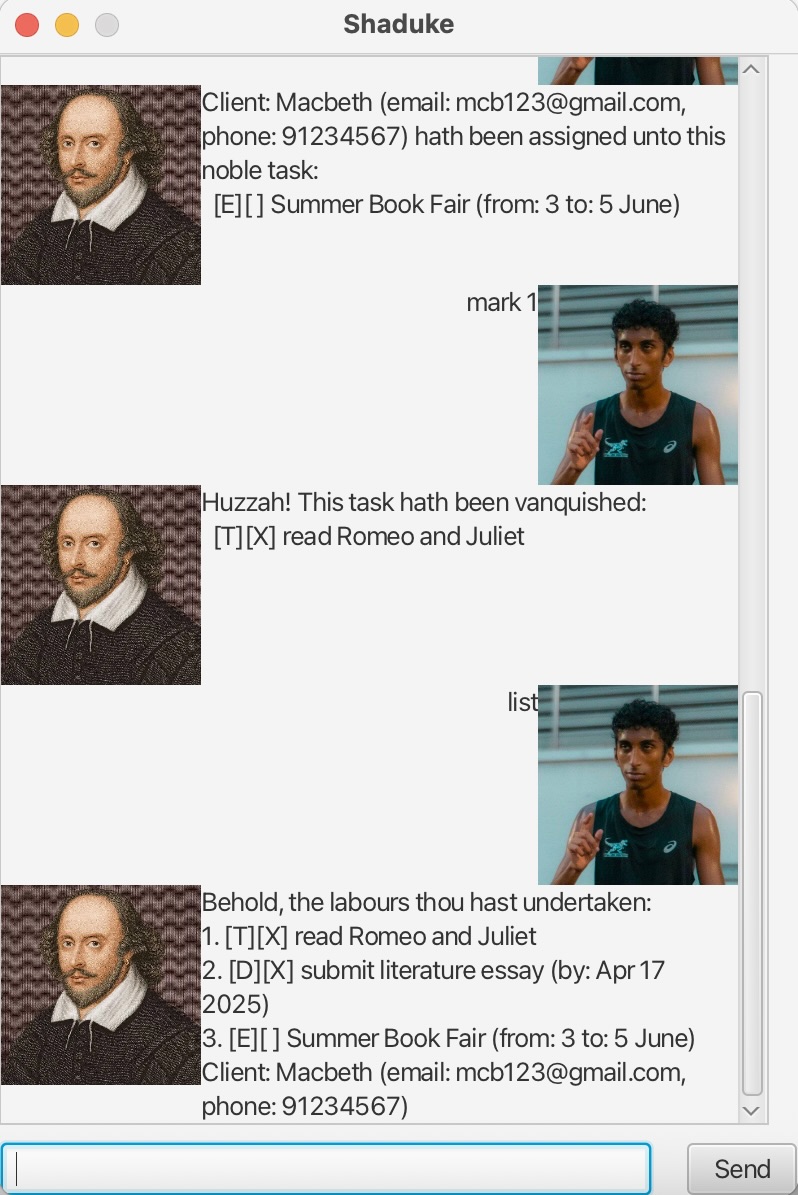 Shaduke
Client: Macbeth (email: mcb123@gmail.com,
phone: 91234567) hath been assigned unto this
noble task:
[E][ ] Summer Book Fair (from: 3 to: 5 June)
mark 1
Huzzah! This task hath been vanquished:
[T][X] read Romeo and Juliet
list
Behold, the labours thou hast undertaken:
1. [T][X] read Romeo and Juliet
2. [D][X] submit literature essay (by: Apr 17
2025)
3. [E][ ] Summer Book Fair (from: 3 to: 5 June)
Client: Macbeth (email: mcb123@gmail.com,
phone: 91234567)
Send